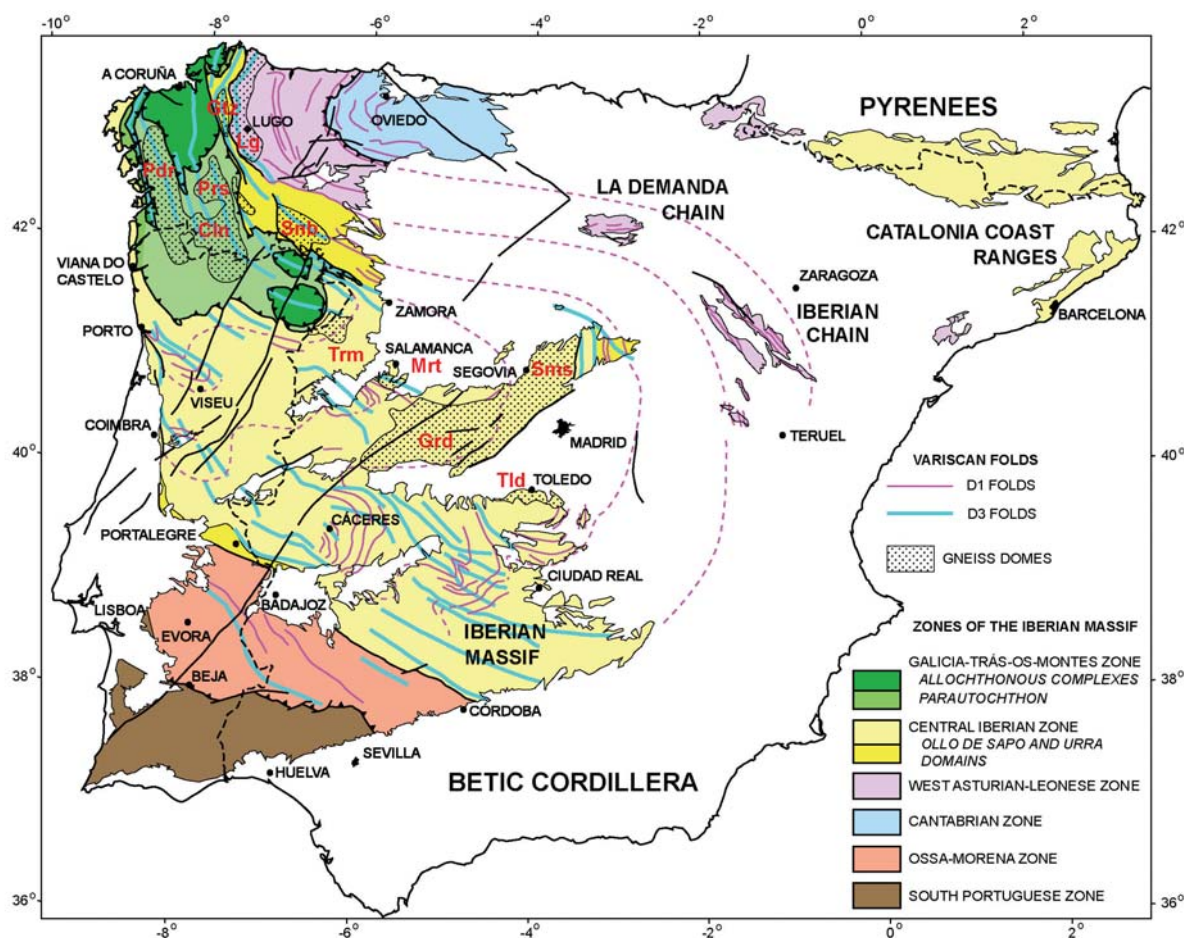 -10°
-8°
-6°
-4°
-2°
0°
2°
A CORUÑA
Gtz
LUGO
Lg
OVIEDO
PYRENEES
Pdr
Prs
LA DEMANDA
CHAIN
42°
Cln
Snb
42°
CATALONIA COAST
RANGES
VIANA DO
CASTELO
ZARAGOZA
ZAMORA
IBERIAN
CHAIN
BARCELONA
PORTO
Trm
SALAMANCA
Mrt
SEGOVIA
Sms
VISEU
COIMBRA
Grd
MADRID
TERUEL
40°
40°
VARISCAN FOLDS
D1 FOLDS
D3 FOLDS
Tld
TOLEDO
CÁCERES
PORTALEGRE
GNEISS DOMES
CIUDAD REAL
LISBOA
BADAJOZ
EVORA
IBERIAN
MASSIF
ZONES OF THE IBERIAN MASSIF
38°
BEJA
38°
CÓRDOBA
GALICIA-TRÁS-OS-MONTES ZONE
ALLOCHTHONOUS COMPLEXES
PARAUTOCHTHON
CENTRAL IBERIAN ZONE
OLLO DE SAPO AND URRA
DOMAINS
SEVILLA
HUELVA
BETIC CORDILLERA
WEST ASTURIAN-LEONESE ZONE
CANTABRIAN ZONE
OSSA-MORENA ZONE
SOUTH PORTUGUESE ZONE
36°
36°
-8°
-6°
-4°
-2°
0°
2°